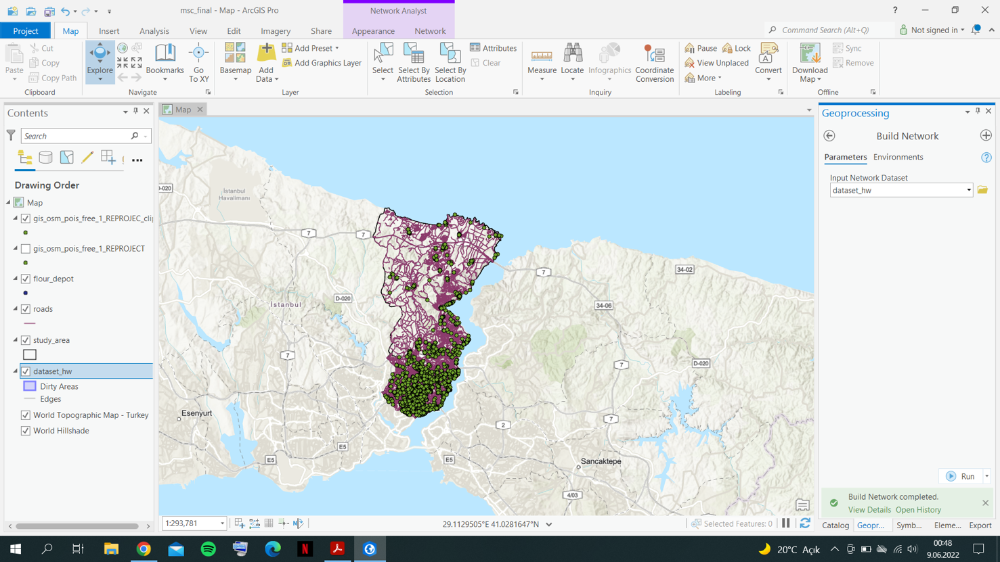 msc_final - Map - ArcGIS Pro
Network Analyst
?
Project
Map
Insert
Analysis
View
Edit
Imagery
Share
Appearance
Network
Command Search (Alt+Q)
Not signed in
Paste
Cut
Copy
Copy Path
Clipboard
Explore
Bookmarks
Go
To XY
Navigate
Basemap
Add
Data
Add Preset
Add Graphics Layer
Layer
Select
Select By
Attributes
Select By
Location
Attributes
Clear
Selection
Measure
Locate
Infographics
Coordinate
Conversion
Inquiry
Pause
Lock
View Unplaced
More
Convert
Labeling
Download
Map
Sync
Remove
Offline
Contents
Search
Drawing Order
Map
gis_osm_pois_free_1_REPROJEC_cli
gis_osm_pois_free_1_REPROJECT
flour_depot
roads
study_area
dataset_hw
Dirty Areas
Edges
World Topographic Map - Turkey
World Hillshade
Map
D-020
İstanbul
Havalimanı
7
7
7
34-02
D-020
İstanbul
34-06
7
7
D-020
Esenyurt
7
2
E5
E5
E5
Sancaktepe
4/03
1:293,781
29.1129505°E 41.0281647°N
Selected Features: 0
Geoprocessing
Build Network
Parameters
Environments
Input Network Dataset
dataset_hw
Run
Build Network completed.
View Details
Open History
Catalog
Geopr...
Symb...
Eleme...
Export
20°C Açık
00:48
9.06.2022